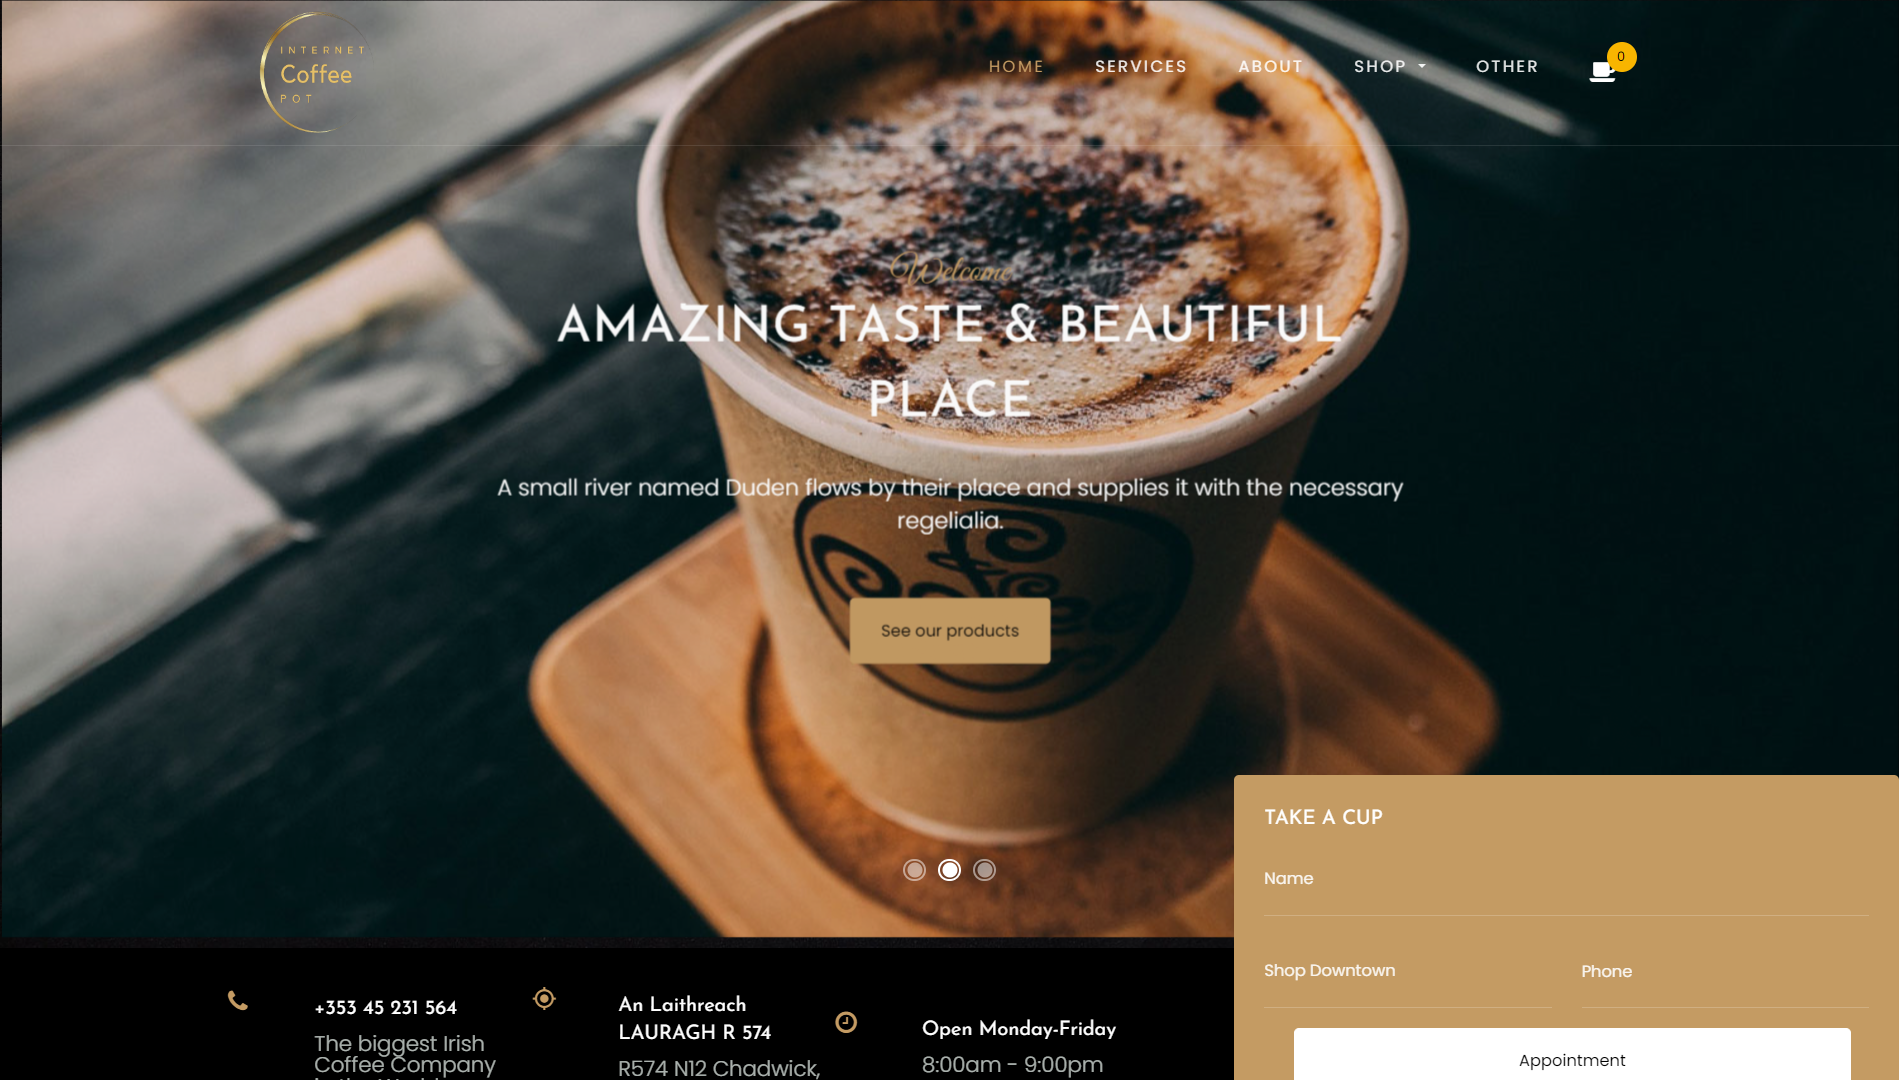 INTERNET
Coffee
POT
HOME
SERVICES
ABOUT
SHOP
OTHER
0
Welcome
AMAZING TASTE & BEAUTIFUL
PLACE
A small river named Duden flows by their place and supplies it with the necessary
regelialia.
See our products
TAKE A CUP
Name
Shop Downtown
Phone
Appointment
+353 45 231 564
The biggest Irish
Coffee Company
An Laithreach
LAURAGH R 574
R574 N12 Chadwick,
Open Monday-Friday
8:00am - 9:00pm